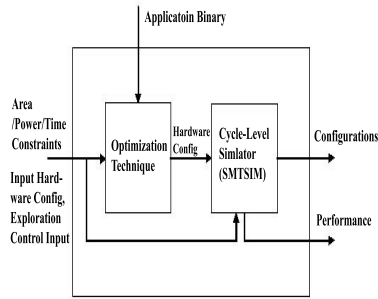 Applicatoin Binary
Area
/Power/Time
Constraints
Input Hard-
ware Config,
Exploration
Control Input
Optimization
Technique
Hardware
Config
Cycle-Level
Simlator
(SMTSIM)
Configurations
Performance